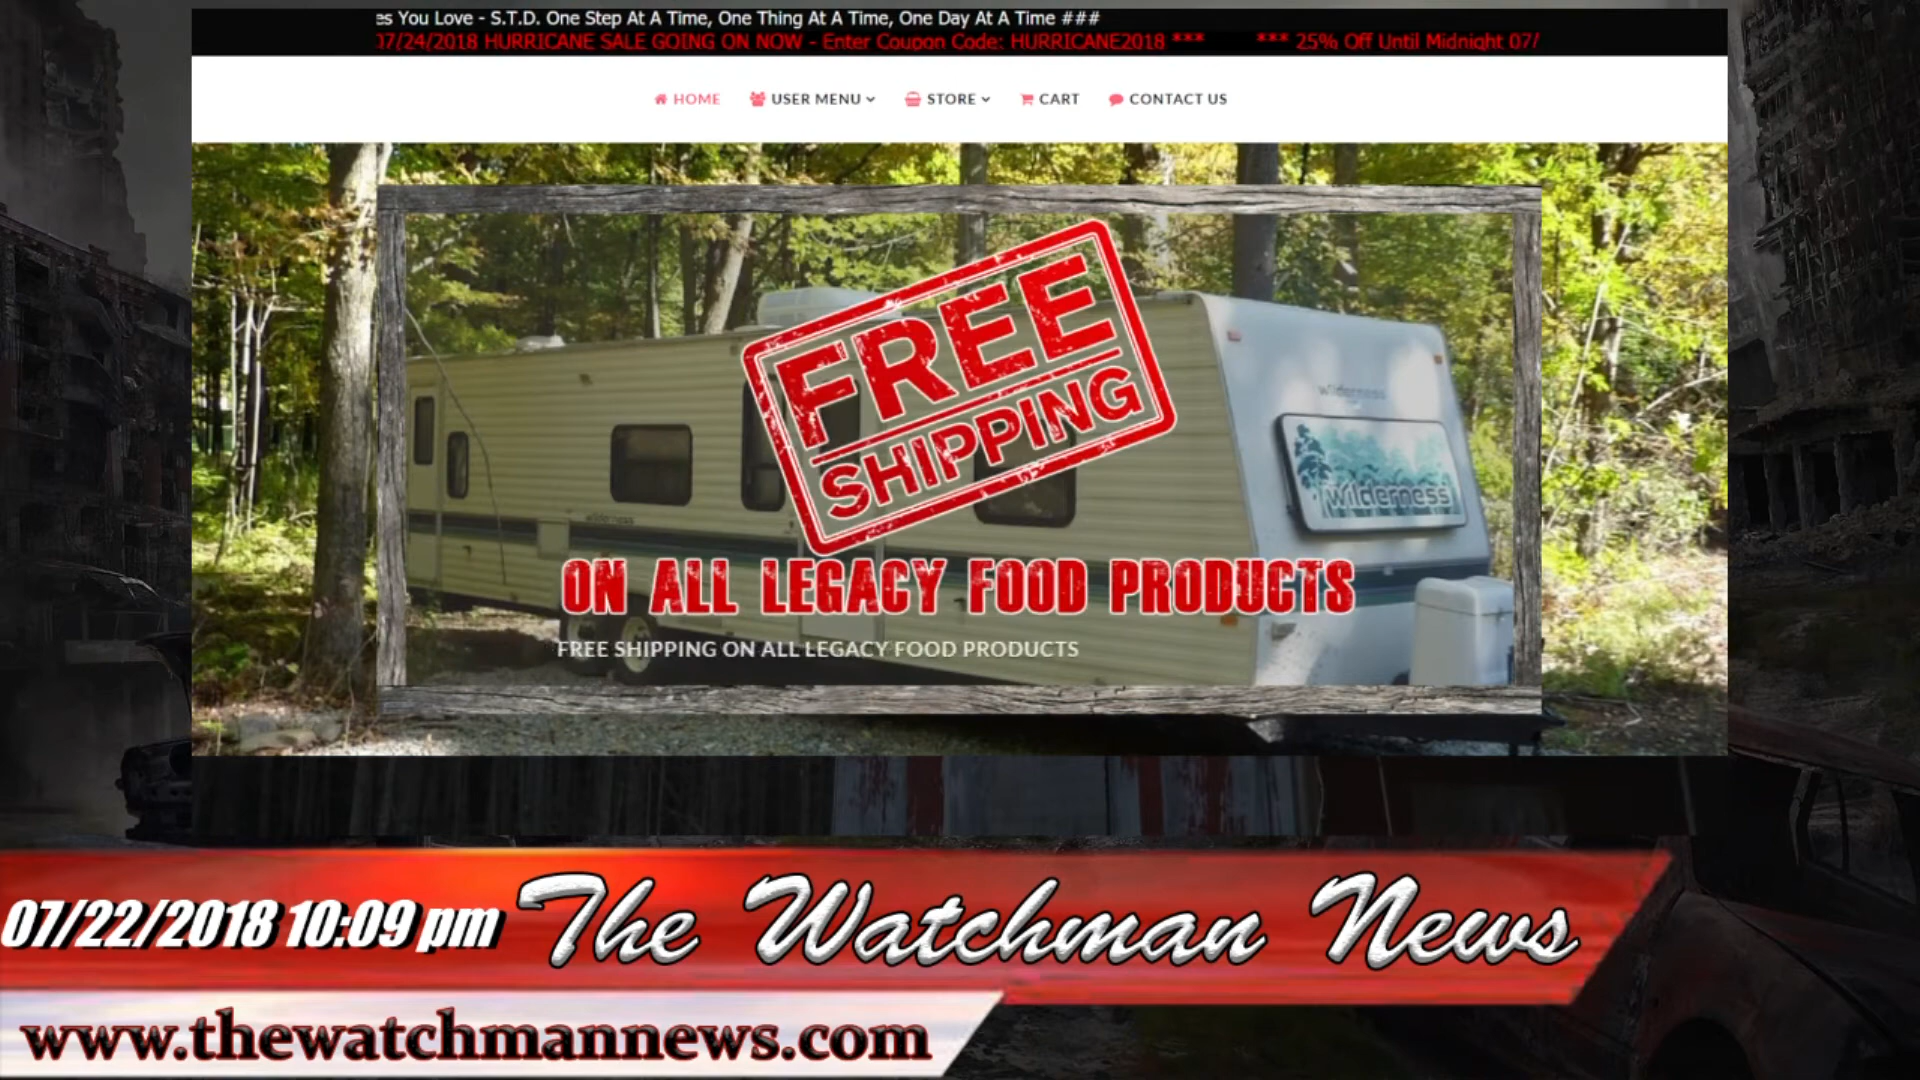 es You Love - S.T.D. One Step At A Time, One Thing At A Time, One Day At A Time ###
07/24/2018 HURRICANE SALE GOING ON NOW - Enter Coupon Code: HURRICANE2018 *** *** 25% Off Until Midnight 07/
HOME USER MENU STORE CART CONTACT US
FREE
SHIPPING
wilderness
wilderness
wilderness
ON ALL LEGACY FOOD PRODUCTS
FREE SHIPPING ON ALL LEGACY FOOD PRODUCTS
07/22/2018 10:09 pm The Watchman News
www.thewatchmannews.com